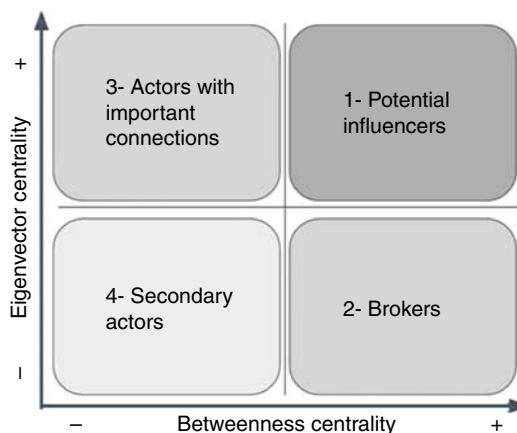 +
Eigenvector centrality
–
3- Actors with
important
connections
1- Potential
influencers
4- Secondary
actors
2- Brokers
–
Betweenness centrality
+